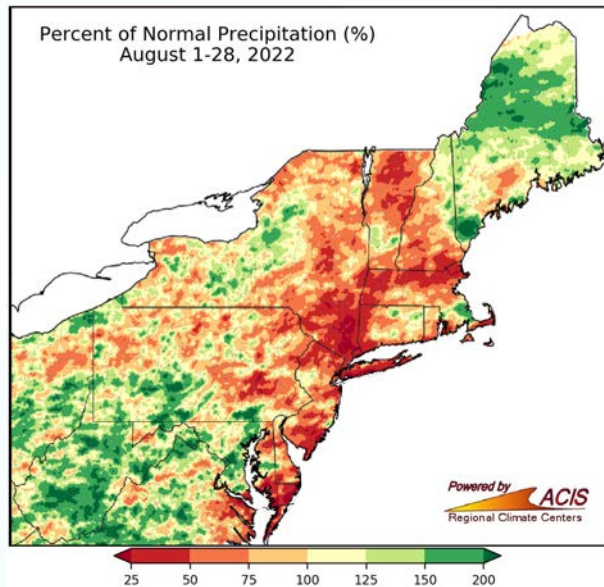 Percent of Normal Precipitation (%)
August 1-28, 2022
Powered by
ACIS
Regional Climate Centers
25 50 75 100 125 150 200